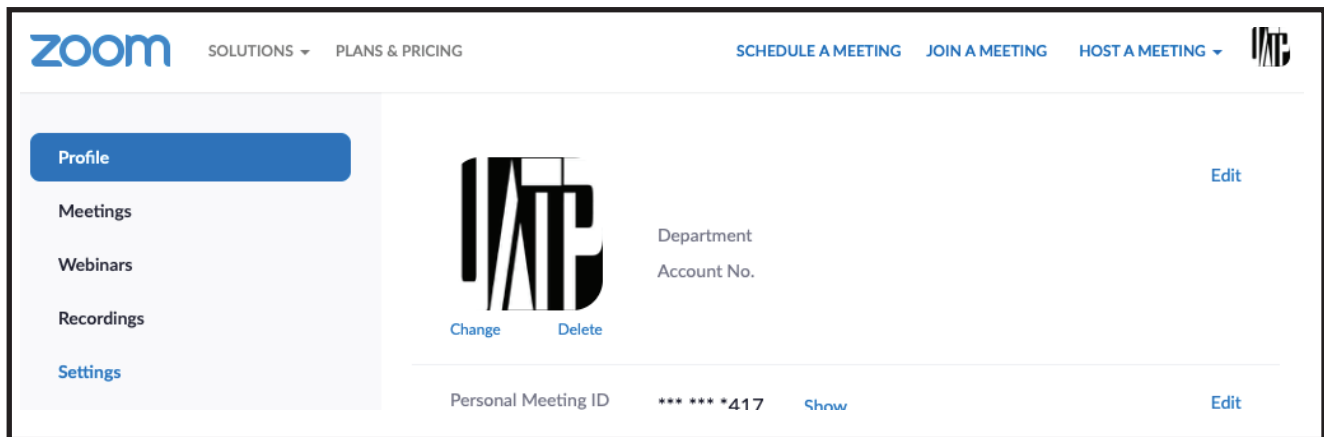 zoom SOLUTIONS PLANS & PRICING SCHEDULE A MEETING JOIN A MEETING HOST A MEETING
Profile
Meetings
Webinars
Recordings
Settings
Edit
Department
Account No.
Change Delete
Personal Meeting ID *** *** *417 Show Edit